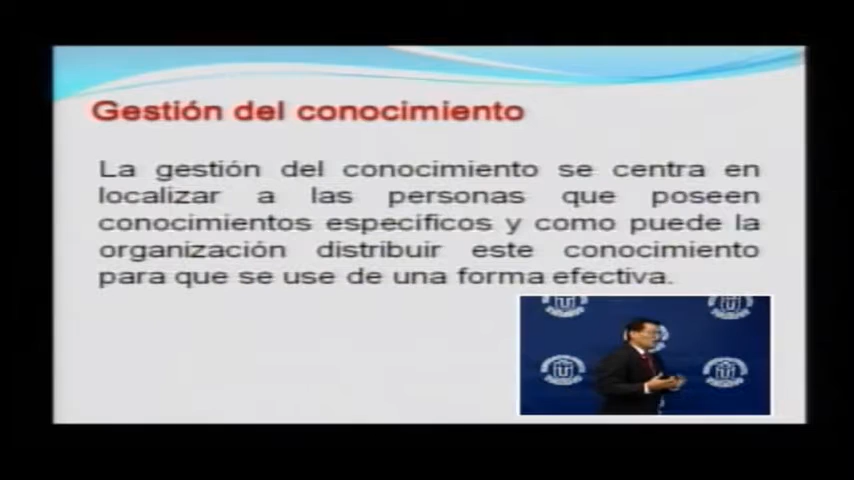 Gestión del conocimiento
La gestión del conocimiento se centra en
localizar a las personas que poseen
conocimientos específicos y como puede la
organización distribuir este conocimiento
para que se use de una forma efectiva.